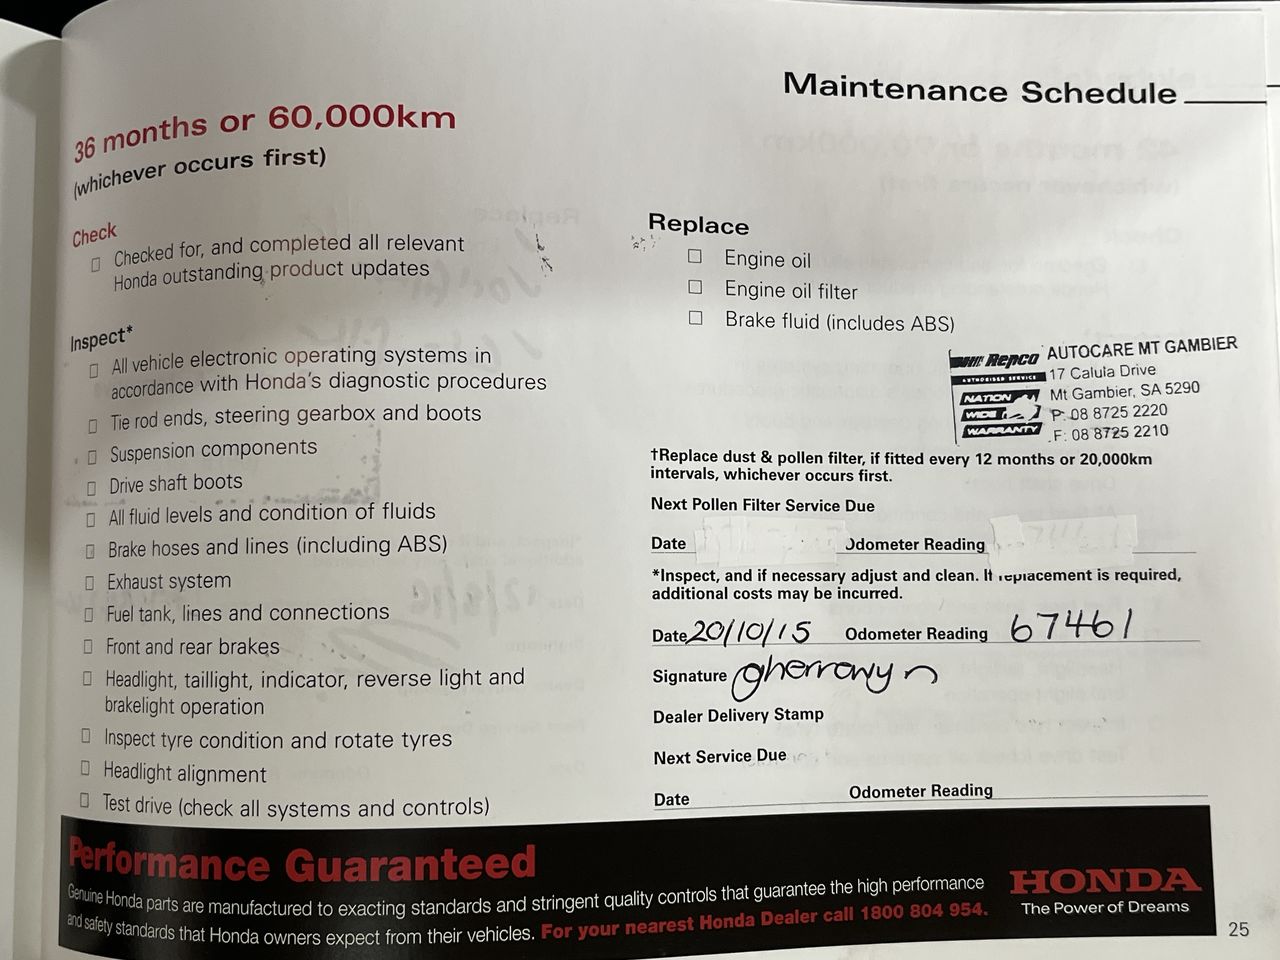 Maintenance Schedule
36 months or 60,000km
(whichever occurs first)
Check
Checked for, and completed all relevant
Honda outstanding product updates
Inspect*
All vehicle electronic operating systems in
accordance with Honda's diagnostic procedures
Tie rod ends, steering gearbox and boots
Suspension components
Drive shaft boots
All fluid levels and condition of fluids
Brake hoses and lines (including ABS)
Exhaust system
Fuel tank, lines and connections
Front and rear brakes
Headlight, taillight, indicator, reverse light and
brakelight operation
Inspect tyre condition and rotate tyres
Headlight alignment
Test drive (check all systems and controls)
Replace
Engine oil
Engine oil filter
Brake fluid (includes ABS)
Repco
AUTHORISED SERVICE
NATION
WIDE
WARRANTY
AUTOCARE MT GAMBIER
17 Calula Drive
Mt Gambier, SA 5290
P: 08 8725 2220
F: 08 8725 2210
†Replace dust & pollen filter, if fitted every 12 months or 20,000km
intervals, whichever occurs first.
Next Pollen Filter Service Due
Date Odometer Reading
*Inspect, and if necessary adjust and clean. If replacement is required,
additional costs may be incurred.
Date 20/10/15 Odometer Reading 67461
Signature
Dealer Delivery Stamp
Next Service Due
Date Odometer Reading
Performance Guaranteed
Genuine Honda parts are manufactured to exacting standards and stringent quality controls that guarantee the high performance
and safety standards that Honda owners expect from their vehicles. For your nearest Honda Dealer call 1800 804 954.
HONDA
The Power of Dreams
25